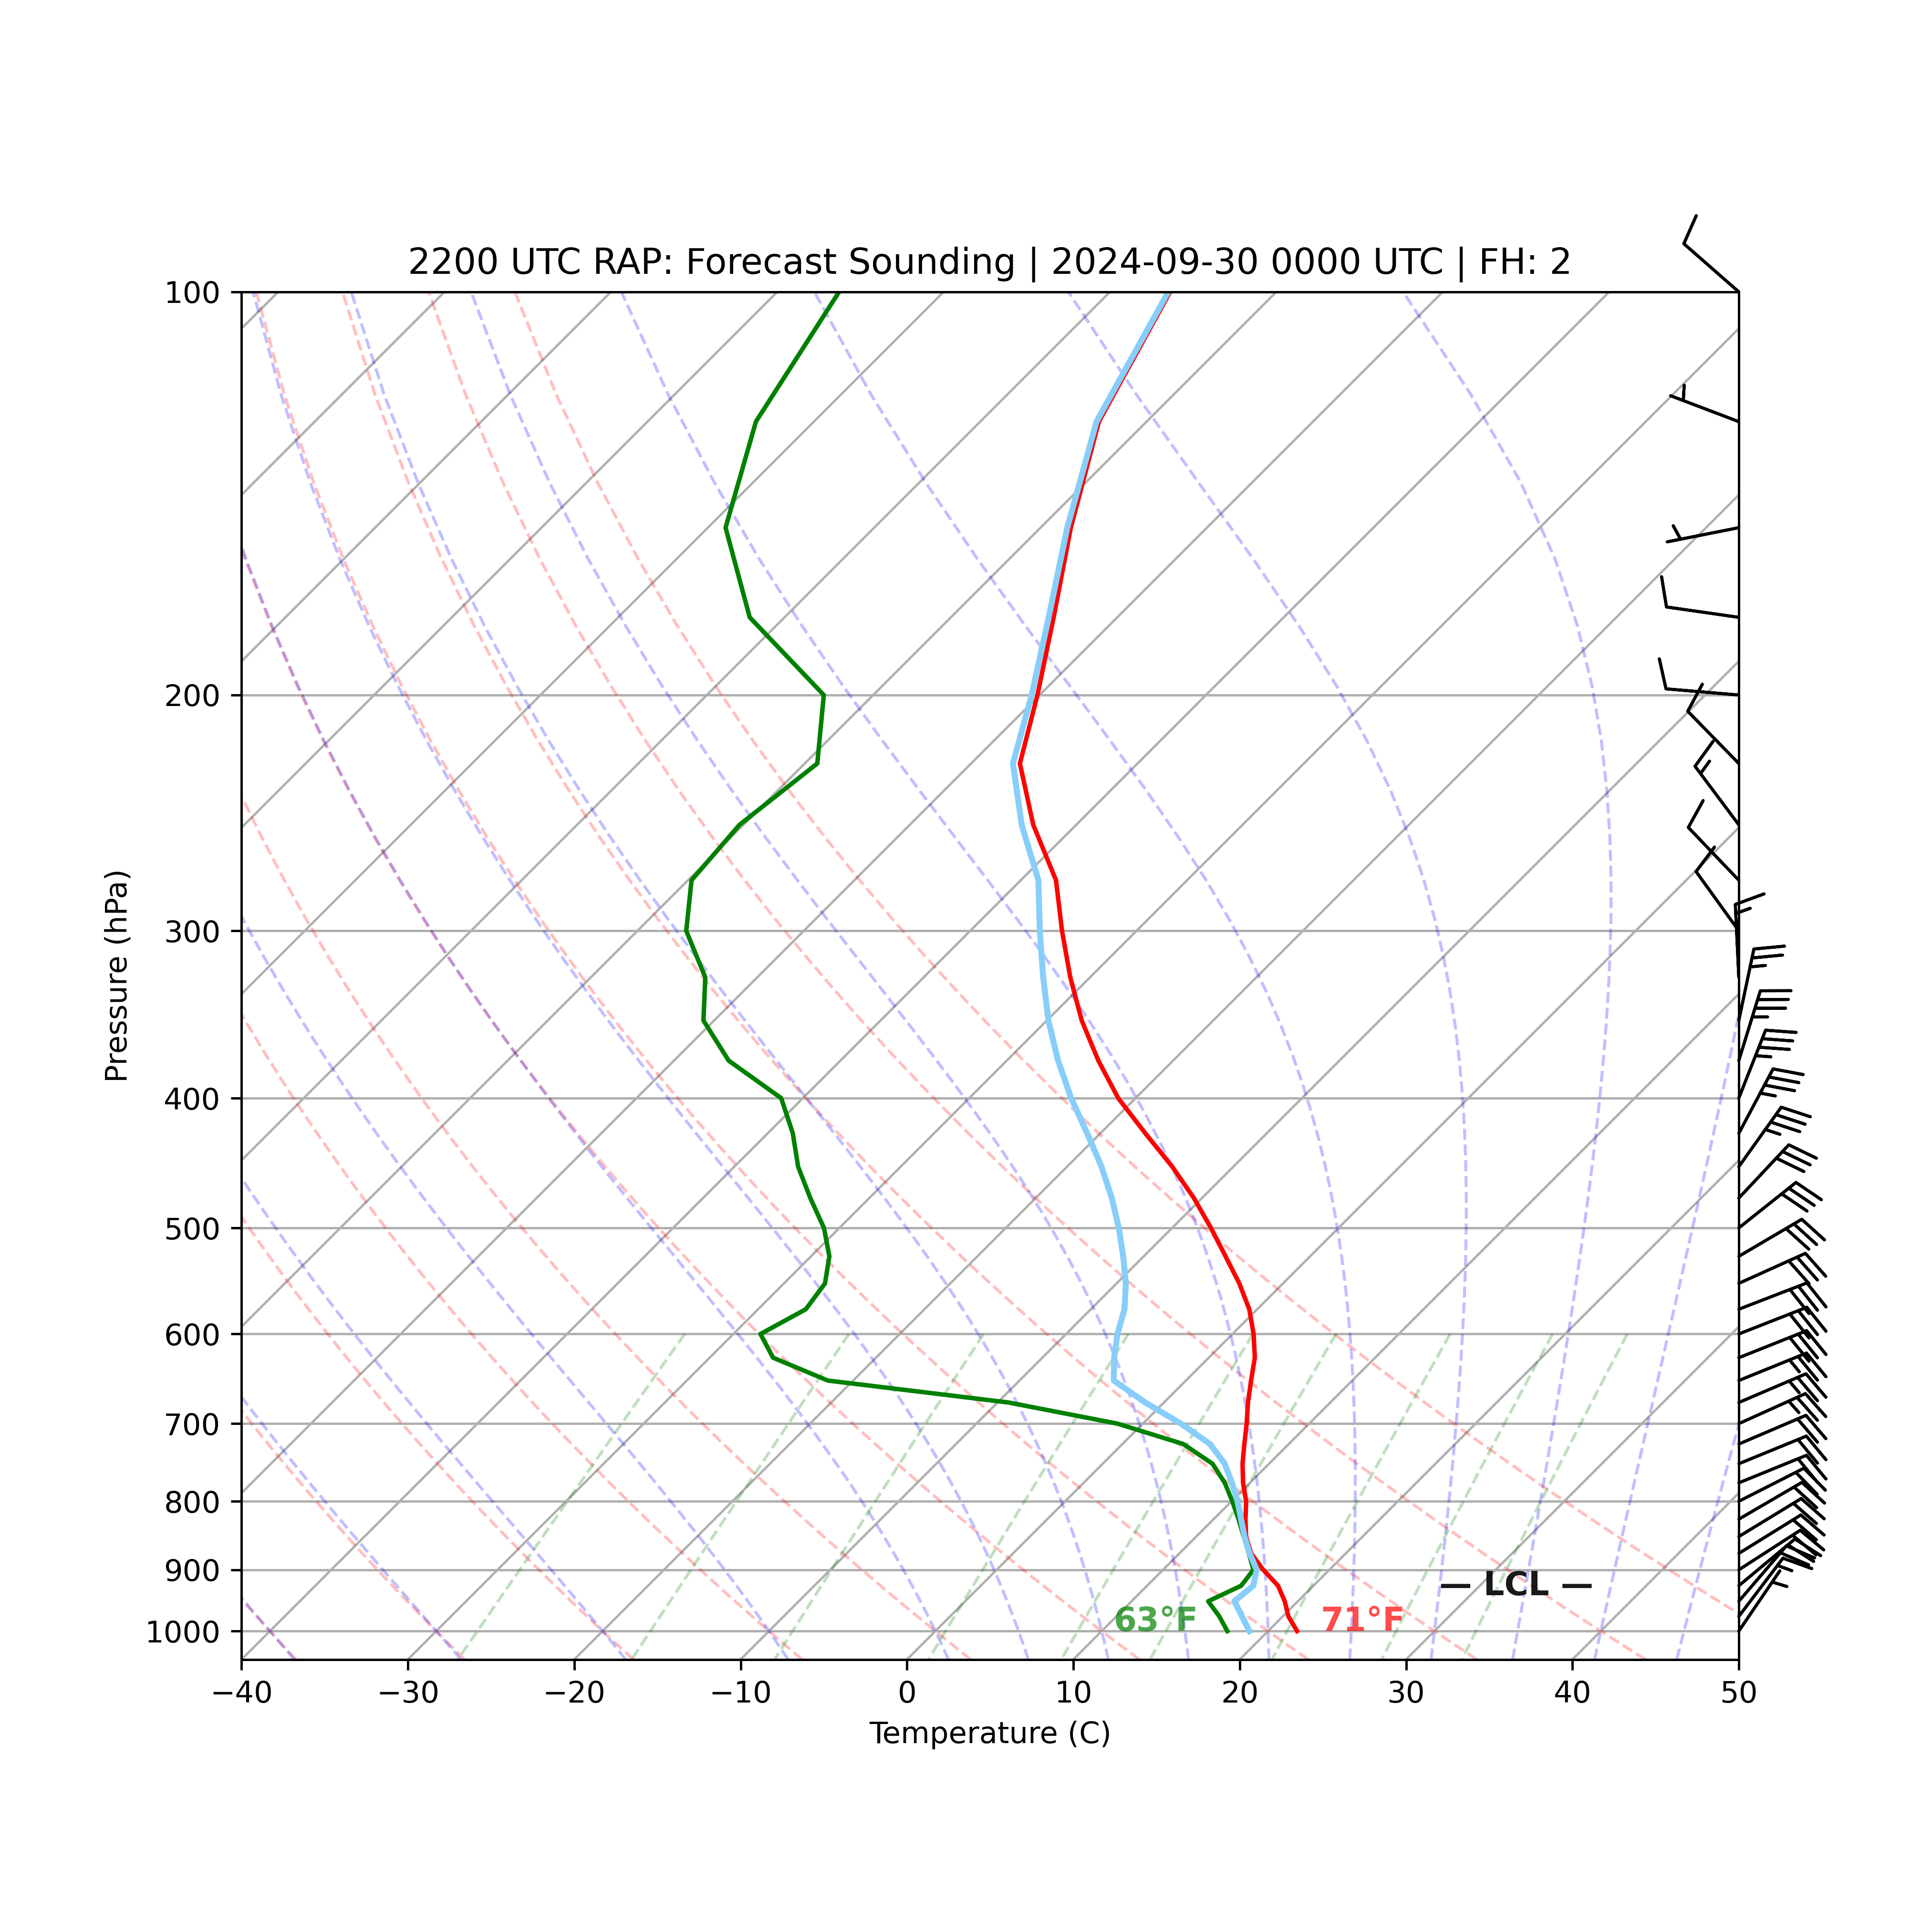 2200 UTC RAP: Forecast Sounding | 2024-09-30 0000 UTC | FH: 2
100
200
300
400
500
600
700
800
900
1000
Pressure (hPa)
— LCL —
63°F
71°F
−40 −30 −20 −10 0 10 20 30 40 50
Temperature (C)